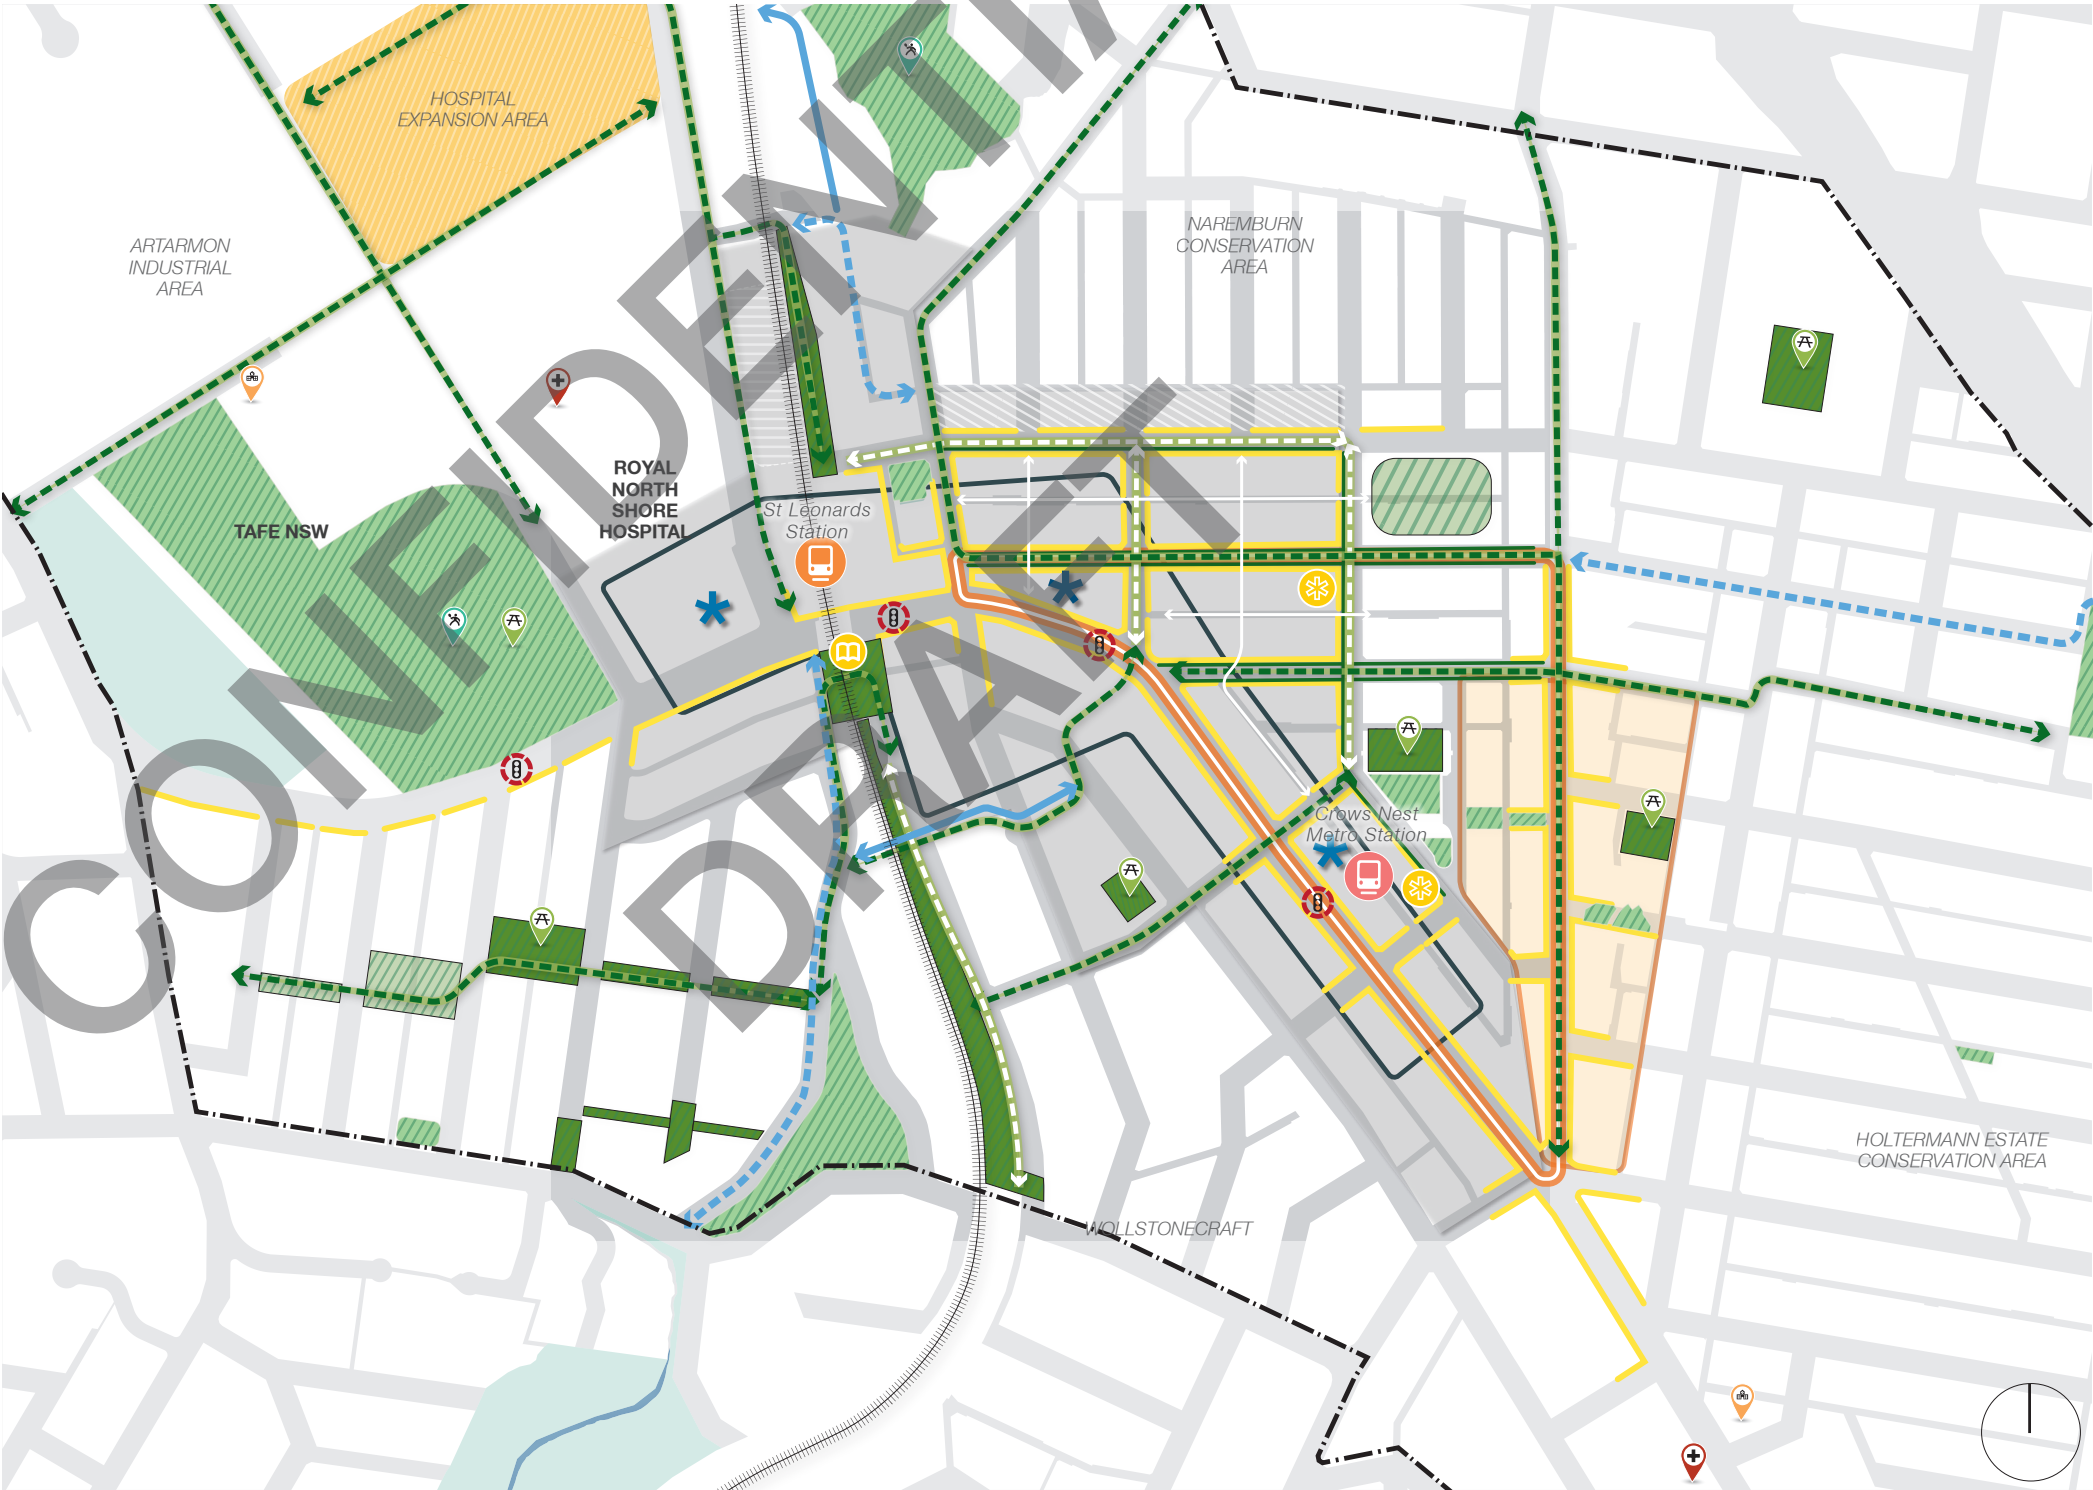 HOSPITAL
EXPANSION AREA
ARTARMON
INDUSTRIAL
AREA
NAREMBURN
CONSERVATION
AREA
ROYAL
NORTH
SHORE
HOSPITAL
TAFE NSW
St Leonards
Station
Crows Nest
Metro Station
HOLTERMANN ESTATE
CONSERVATION AREA
WOLLSTONECRAFT
CONFIDENTIAL
DRAFT